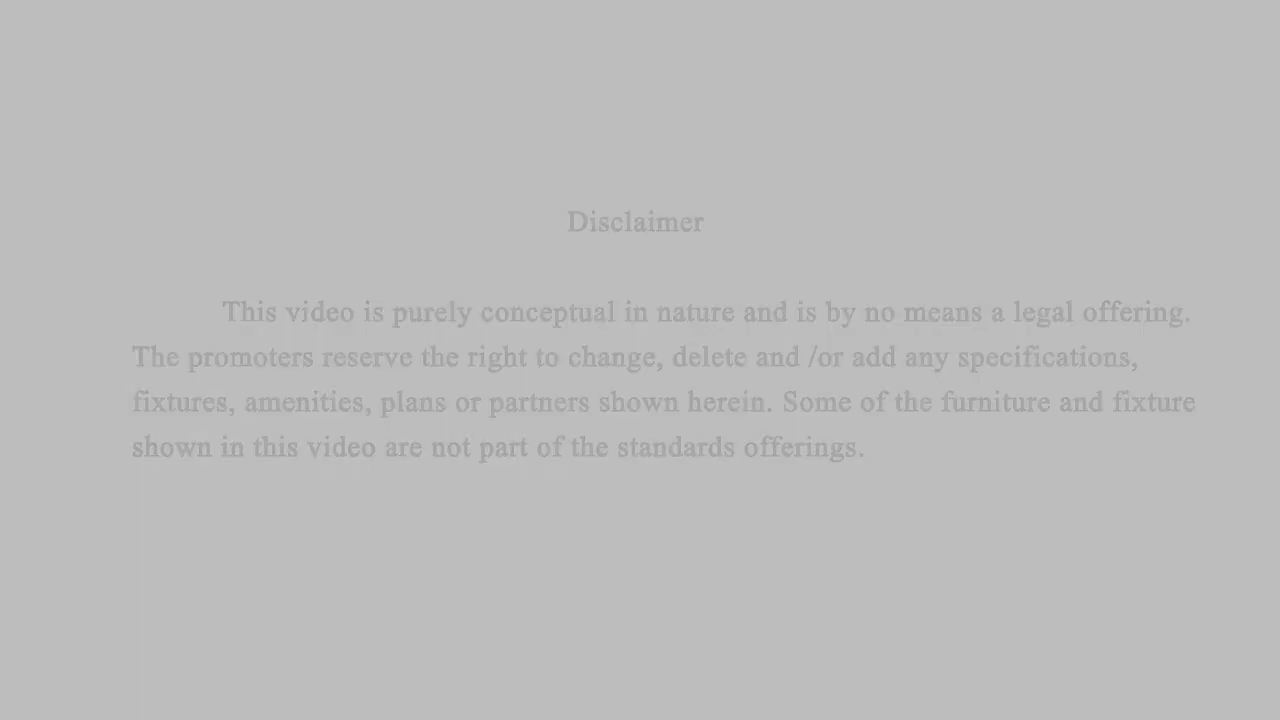 Disclaimer
This video is purely conceptual in nature and is by no means a legal offering.
The promoters reserve the right to change, delete and /or add any specifications,
fixtures, amenities, plans or partners shown herein. Some of the furniture and fixture
shown in this video are not part of the standards offerings.